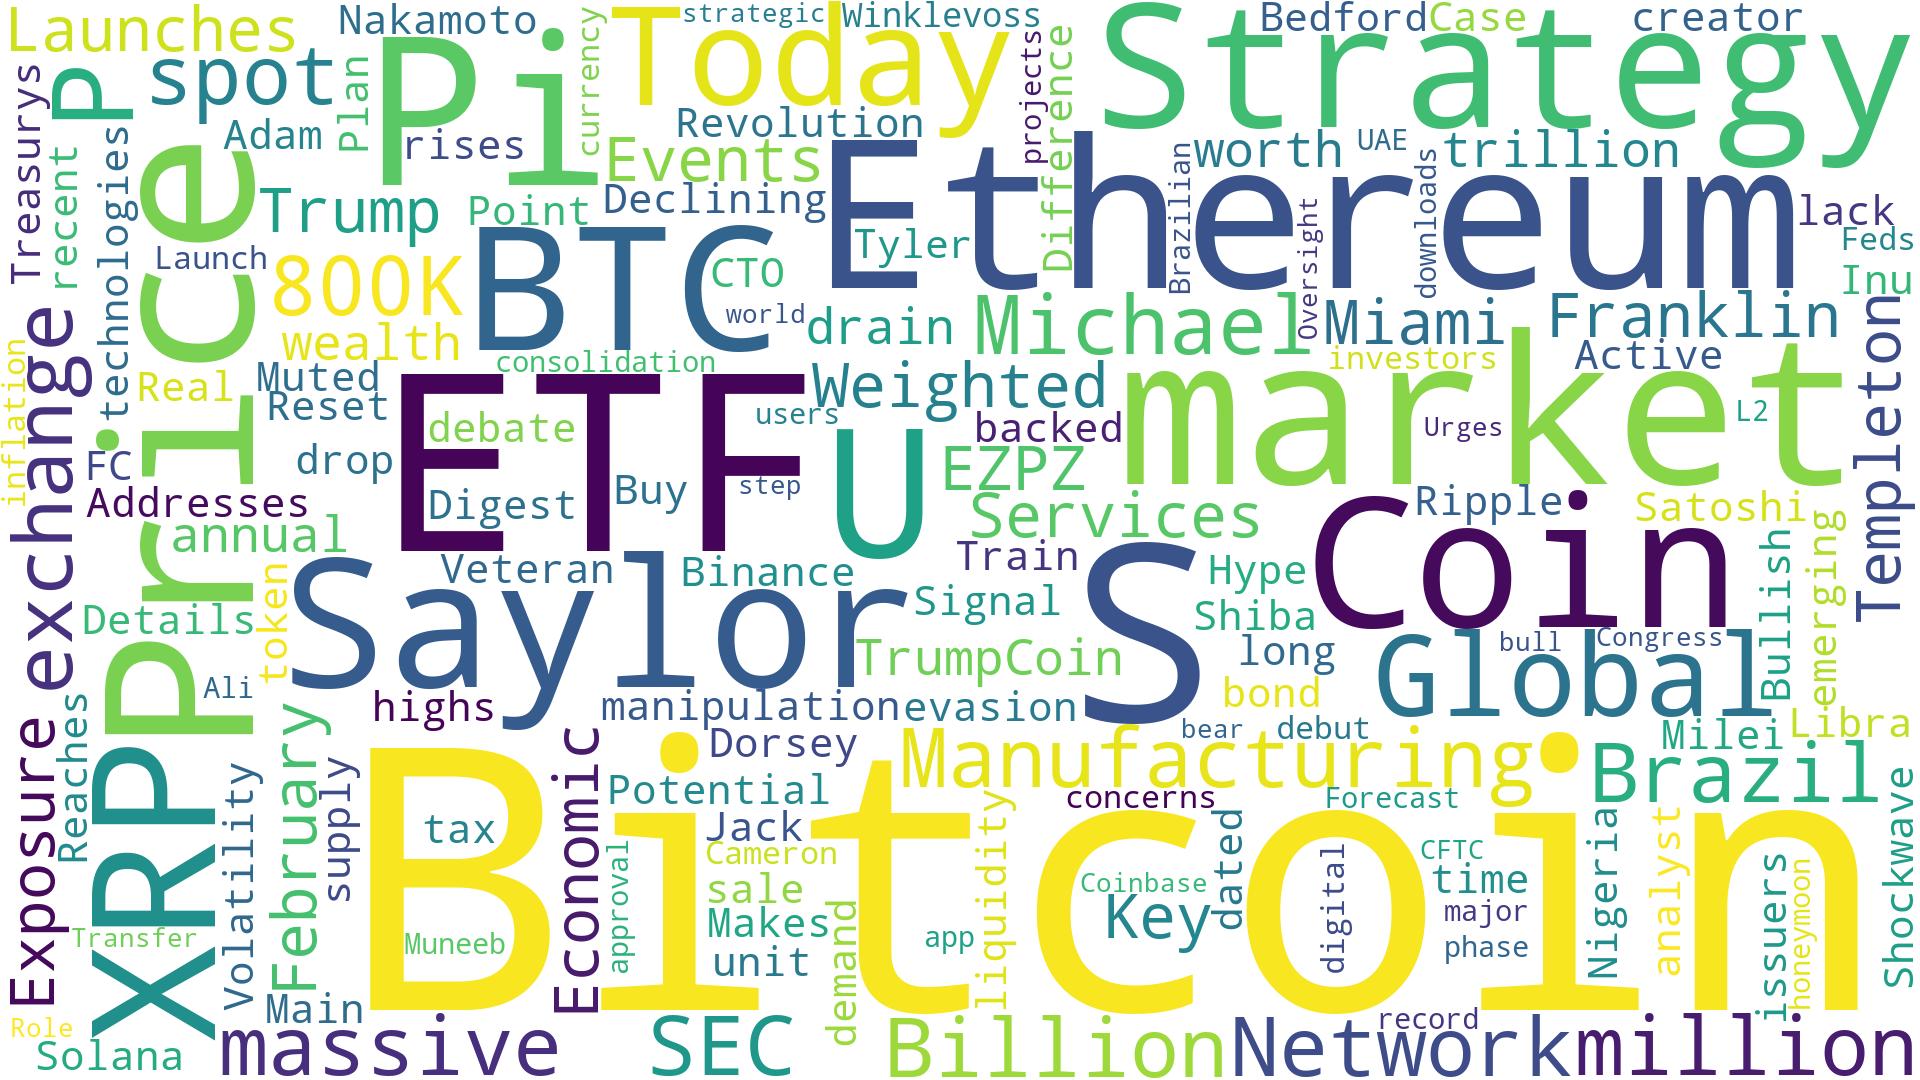 Launches
Nakamoto
strategic
Winklevoss
Bedford
Case
creator
Today
Strategy
Pi
spot
P
Treasurys
Adam
Plan
rises
currency
Revolution
Events
projects
Difference
Ethereum
worth
UAE
trillion
recent
technologies
Price
Trump
Point
Declining
Brazilian
Oversight
downloads
lack
Feds
Inu
Launch
BTC
Tyler
CTO
800K
world
drain
Michael
Miami
Franklin
Templeton
wealth
consolidation
investors
Active
exchange
inflation
Real
Muted
Reset
ETF
Weighted
market
users
L2
debate
U
backed
Urges
FC
drop
EZPZ
Addresses
Digest
Buy
step
Services
Coin
Ripple
Satoshi
annual
Veteran
Binance
Train
S
Hype
Bullish
emerging
Details
token
Saylor
Signal
Shiba
Global
bull
Congress
TrumpCoin
long
Ali
highs
manipulation
evasion
bond
bear
debut
Milei
Libra
XRP
Exposure
Reaches
February
Economic
Dorsey
Manufacturing
Brazil
Volatility
supply
Bitcoin
Potential
concerns
Forecast
Shockwave
tax
Jack
liquidity
dated
Nigeria
analyst
approval
Cameron
digital
CFTC
issuers
honeymoon
sale
Coinbase
time
Transfer
Muneeb
Makes
demand
app
Key
major
unit
phase
Main
Role
Solana
massive
SEC
Billion
Network
record
million